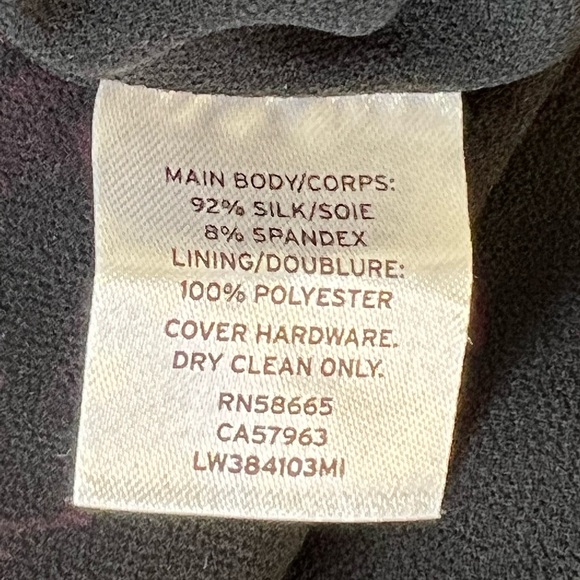 MAIN BODY/CORPS:
92% SILK/SOIE
8% SPANDEX
LINING/DOUBLURE:
100% POLYESTER
COVER HARDWARE.
DRY CLEAN ONLY.
RN58665
CA57963
LW384103MI